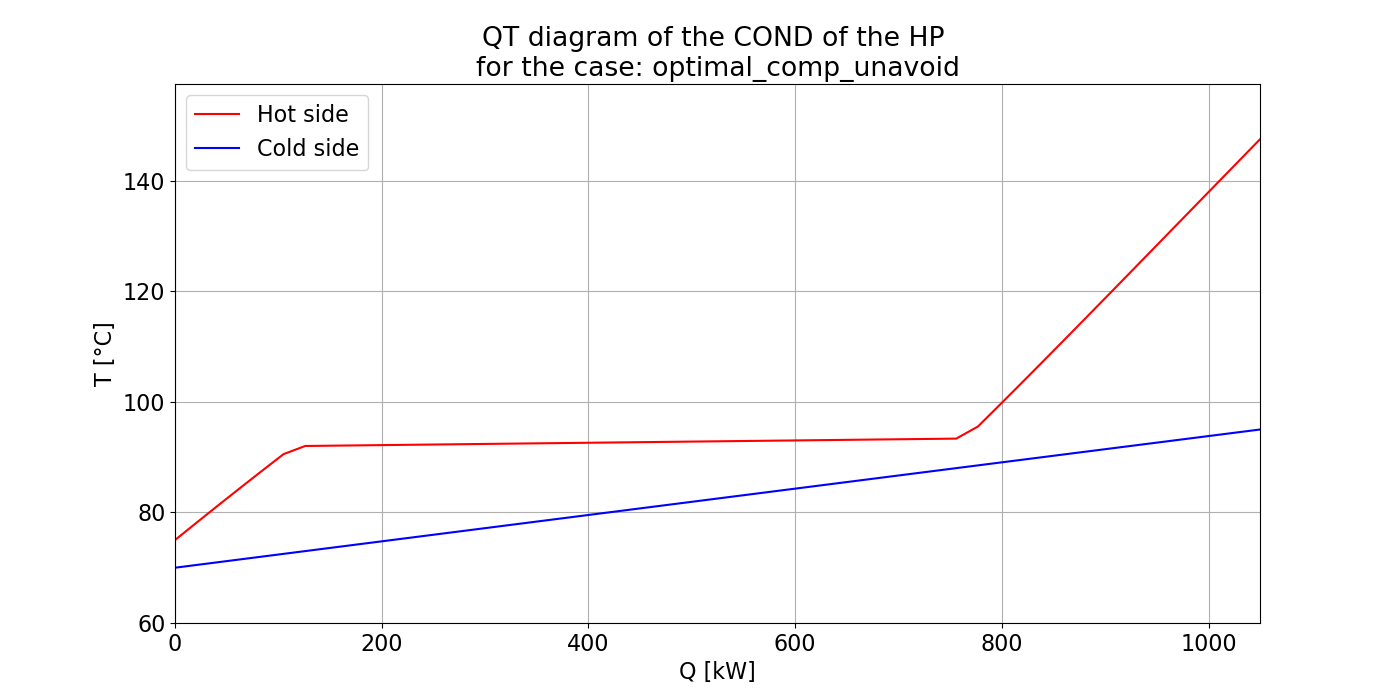 QT diagram of the COND of the HP
for the case: optimal_comp_unavoid
Hot side
Cold side
T [°C]
140
120
100
80
60
0 200 400 600 800 1000
Q [kW]